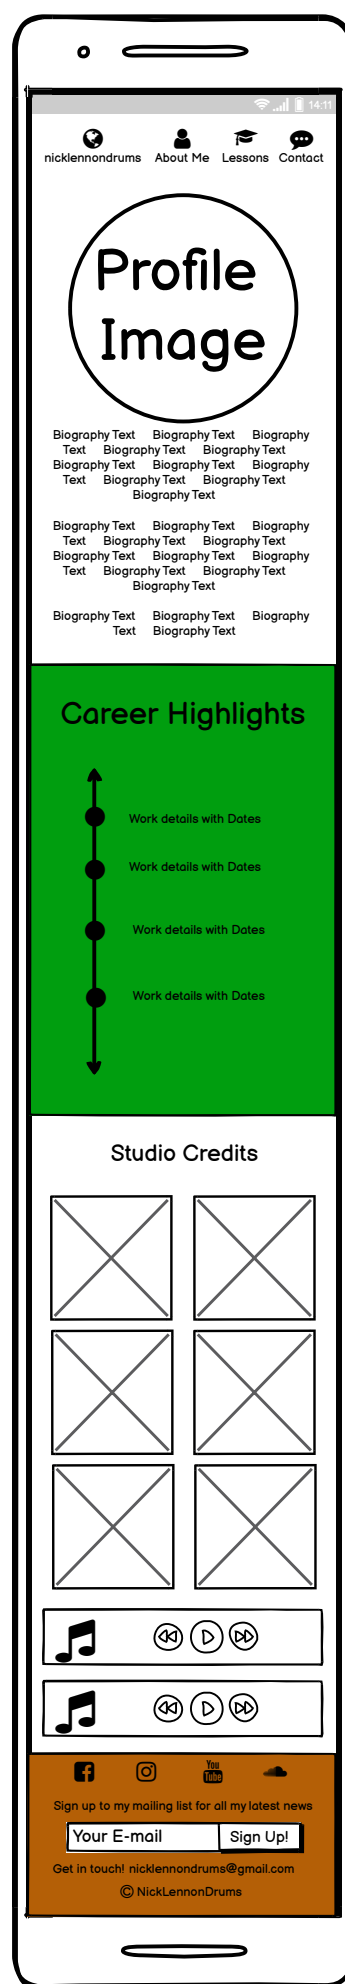 14:11
nicklennondrums About Me Lessons Contact
Profile
Image
Biography Text Biography Text Biography
Text Biography Text Biography Text
Biography Text Biography Text Biography
Text Biography Text Biography Text
Biography Text
Biography Text Biography Text Biography
Text Biography Text Biography Text
Biography Text Biography Text Biography
Text Biography Text Biography Text
Biography Text
Biography Text Biography Text Biography
Text Biography Text
Career Highlights
Work details with Dates
Work details with Dates
Work details with Dates
Work details with Dates
Studio Credits
You
Tube
Sign up to my mailing list for all my latest news
Your E-mail Sign Up!
Get in touch! nicklennondrums@gmail.com
© NickLennonDrums